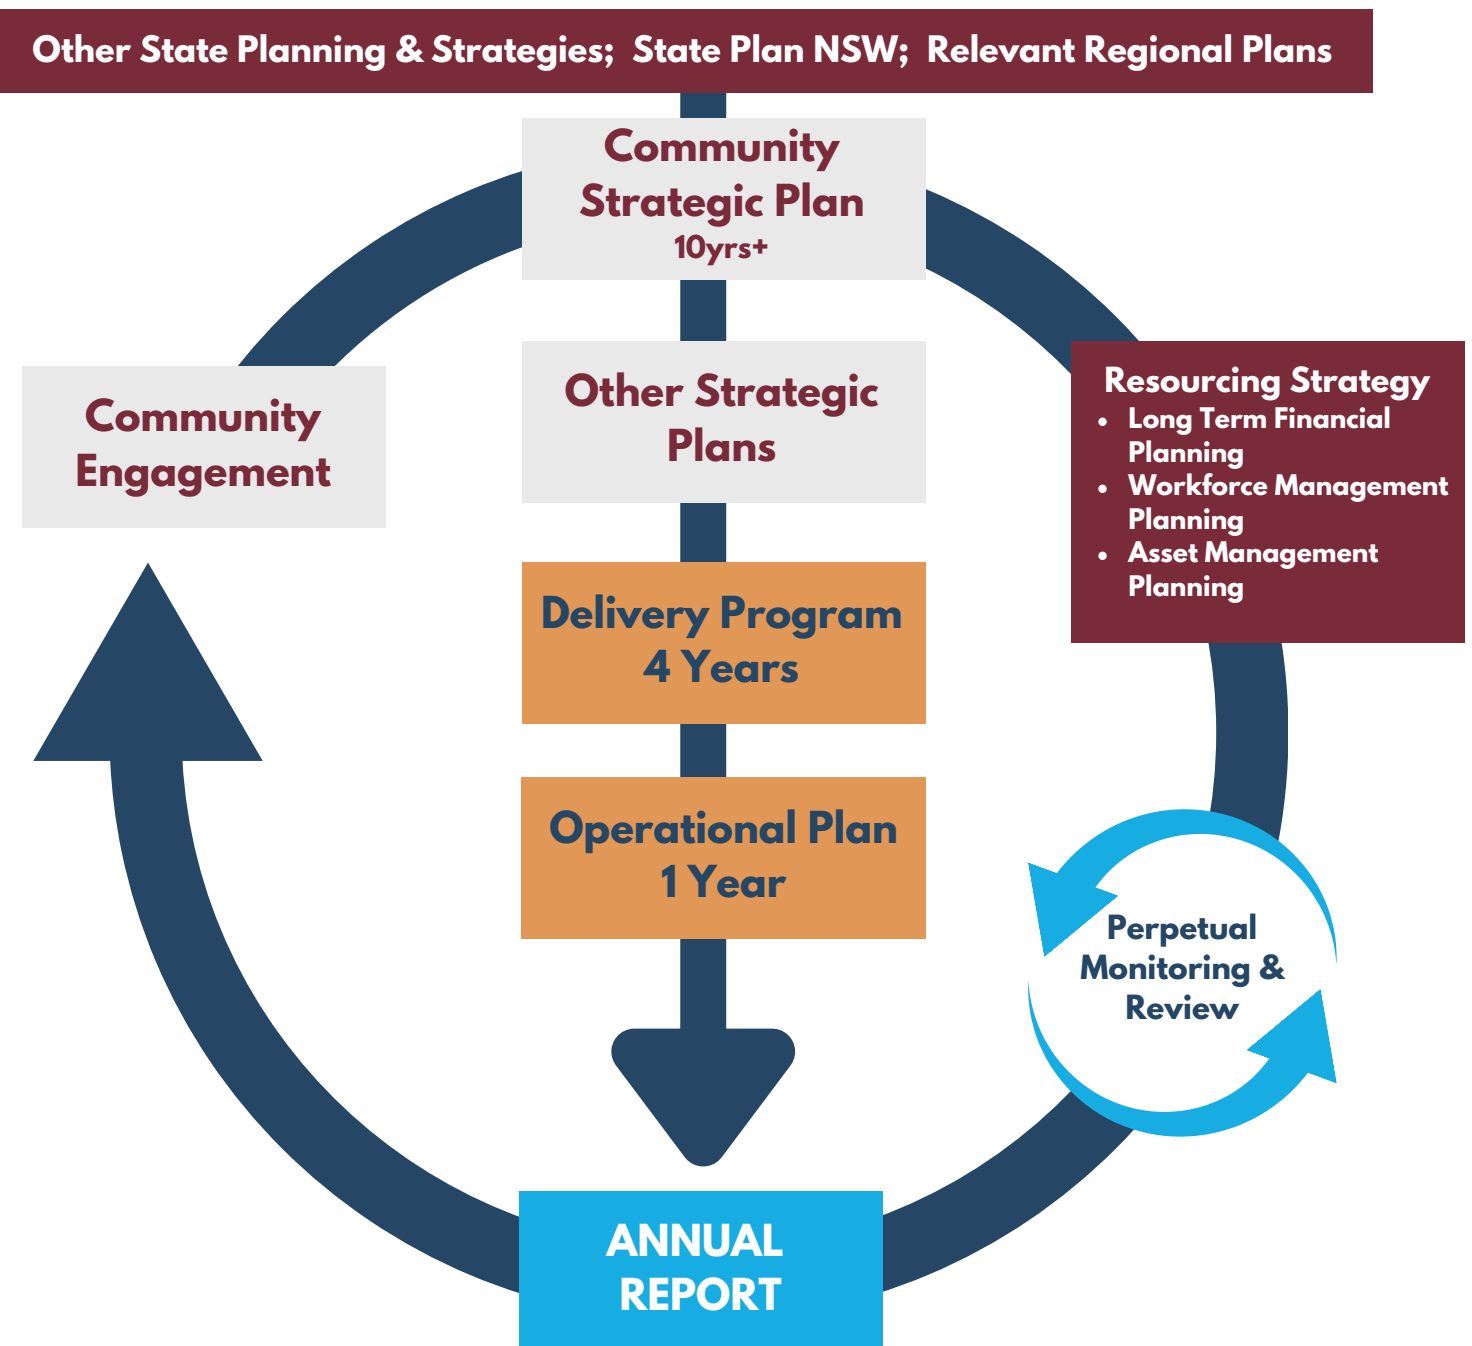 Other State Planning & Strategies; State Plan NSW; Relevant Regional Plans
Community
Strategic Plan
10yrs+
Community
Engagement
Other Strategic
Plans
Resourcing Strategy
• Long Term Financial
Planning
• Workforce Management
Planning
• Asset Management
Planning
Delivery Program
4 Years
Operational Plan
1 Year
Perpetual
Monitoring &
Review
ANNUAL
REPORT